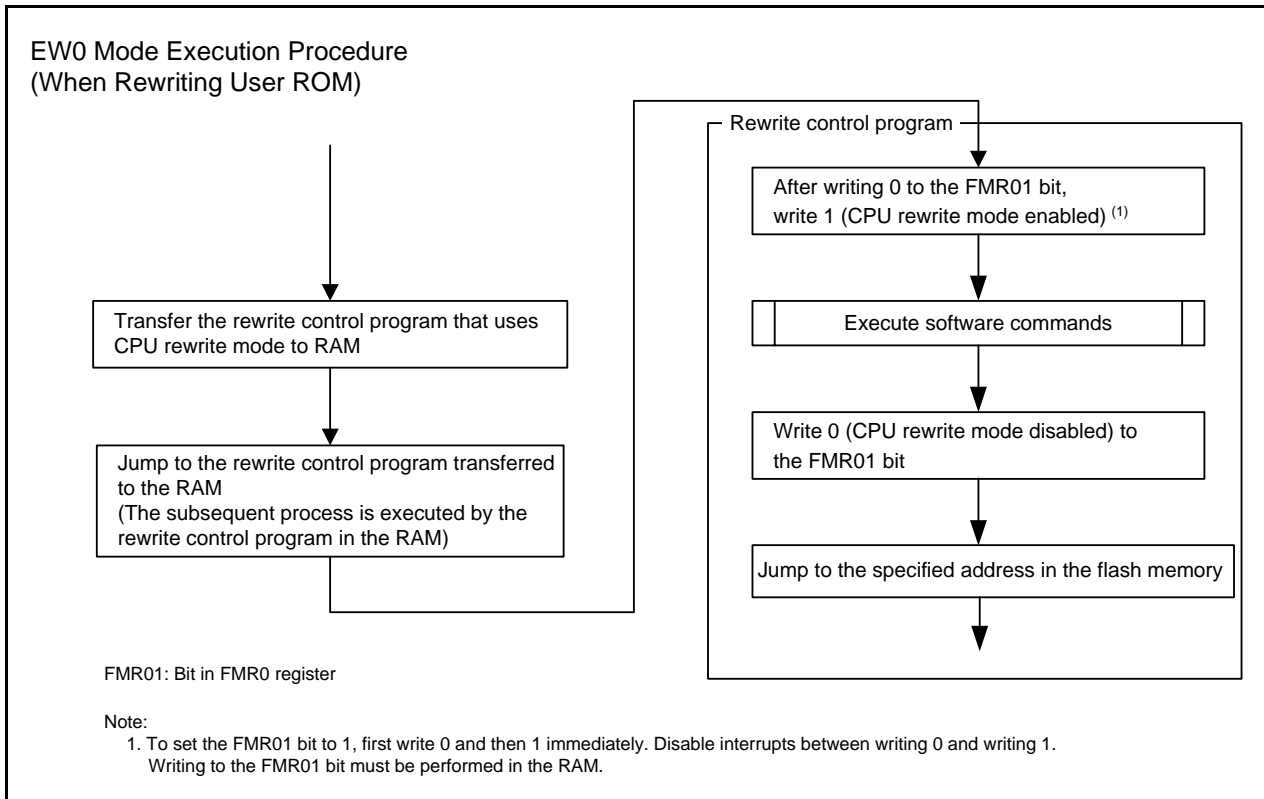 EW0 Mode Execution Procedure
(When Rewriting User ROM)
Transfer the rewrite control program that uses
CPU rewrite mode to RAM
Jump to the rewrite control program transferred
to the RAM
(The subsequent process is executed by the
rewrite control program in the RAM)
Rewrite control program
After writing 0 to the FMR01 bit,
write 1 (CPU rewrite mode enabled) (1)
Execute software commands
Write 0 (CPU rewrite mode disabled) to
the FMR01 bit
Jump to the specified address in the flash memory
FMR01: Bit in FMR0 register
Note:
1. To set the FMR01 bit to 1, first write 0 and then 1 immediately. Disable interrupts between writing 0 and writing 1.
Writing to the FMR01 bit must be performed in the RAM.